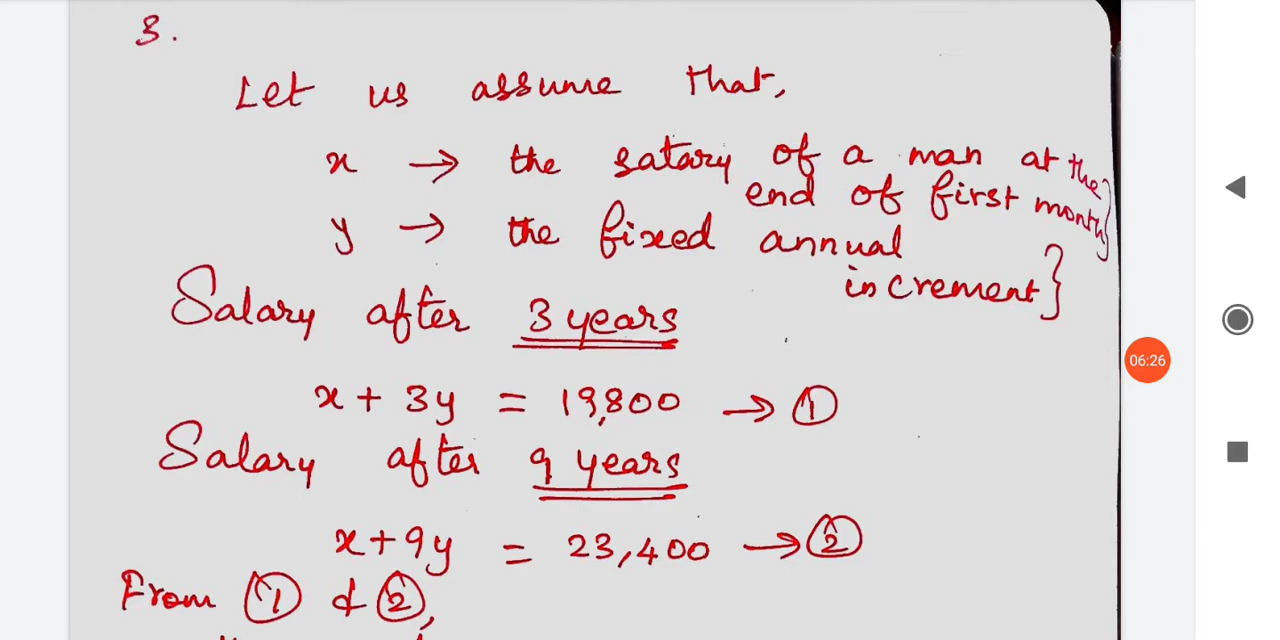 3.
Let us assume that,
x → the satary of a man at the
end of first month}
y → the fixed annual
increment}
Salary after 3 years
x + 3y = 19,800 → ①
Salary after 9 years
x + 9y = 23,400 → ②
From ① & ②,
06:26